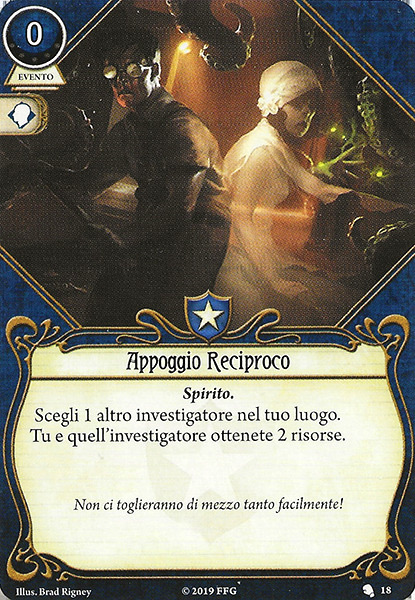 0
EVENTO
Appoggio Reciproco
Spirito.
Scegli 1 altro investigatore nel tuo luogo.
Tu e quell'investigatore ottenete 2 risorse.
Non ci toglieranno di mezzo tanto facilmente!
Illus. Brad Rigney © 2019 FFG 18